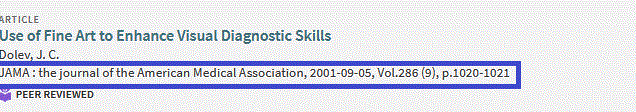 ARTICLE
Use of Fine Art to Enhance Visual Diagnostic Skills
Dolev, J. C.
JAMA : the journal of the American Medical Association, 2001-09-05, Vol.286 (9), p.1020-1021
PEER REVIEWED